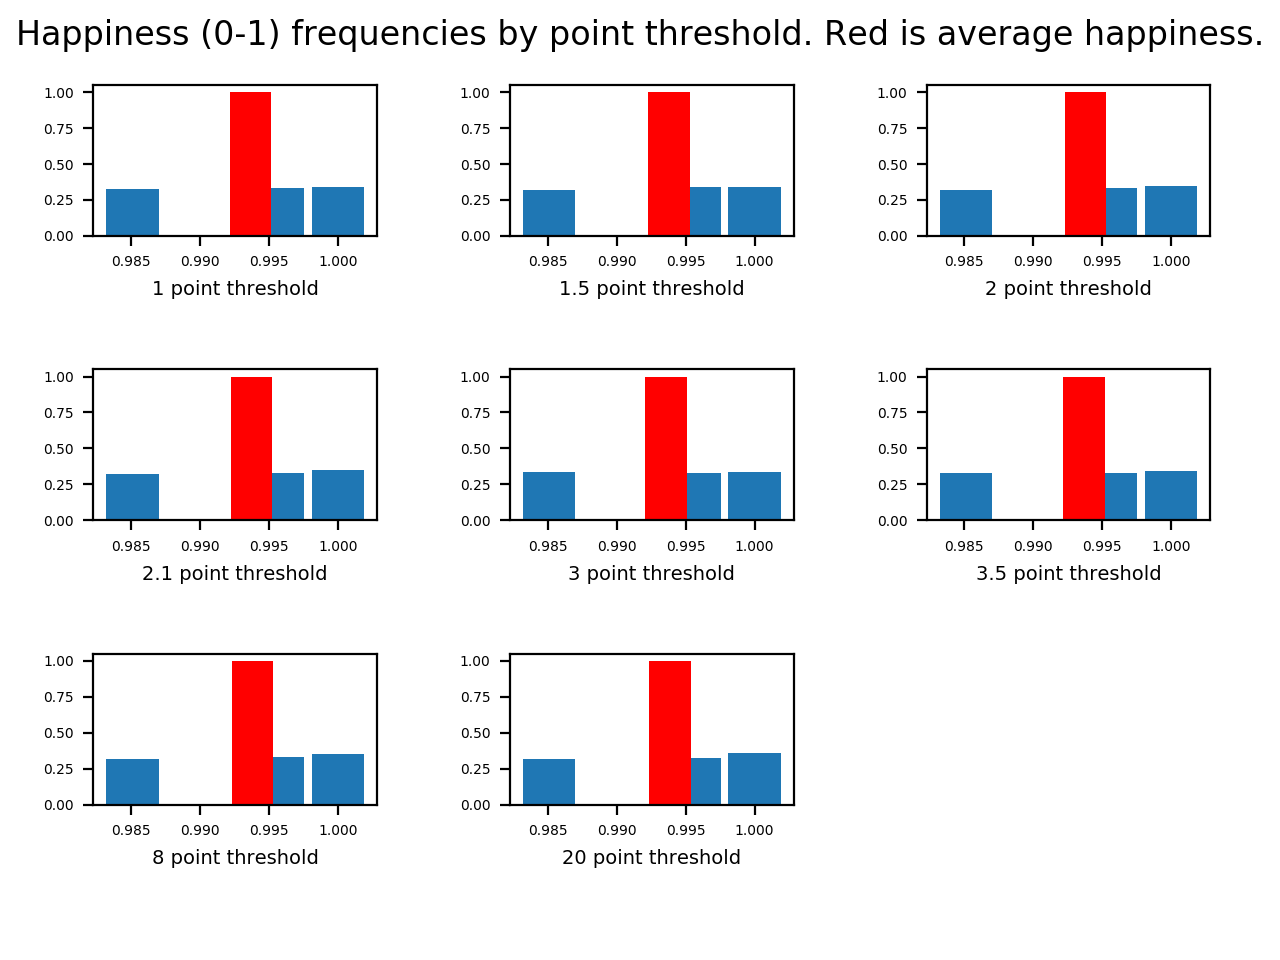 Happiness (0-1) frequencies by point threshold. Red is average happiness.
1.00 1.00 1.00
0.75 0.75 0.75
0.50 0.50 0.50
0.25 0.25 0.25
0.00 0.00 0.00
0.985 0.990 0.995 1.000 0.985 0.990 0.995 1.000 0.985 0.990 0.995 1.000
1 point threshold 1.5 point threshold 2 point threshold
1.00 1.00 1.00
0.75 0.75 0.75
0.50 0.50 0.50
0.25 0.25 0.25
0.00 0.00 0.00
0.985 0.990 0.995 1.000 0.985 0.990 0.995 1.000 0.985 0.990 0.995 1.000
2.1 point threshold 3 point threshold 3.5 point threshold
1.00 1.00
0.75 0.75
0.50 0.50
0.25 0.25
0.00 0.00
0.985 0.990 0.995 1.000 0.985 0.990 0.995 1.000
8 point threshold 20 point threshold